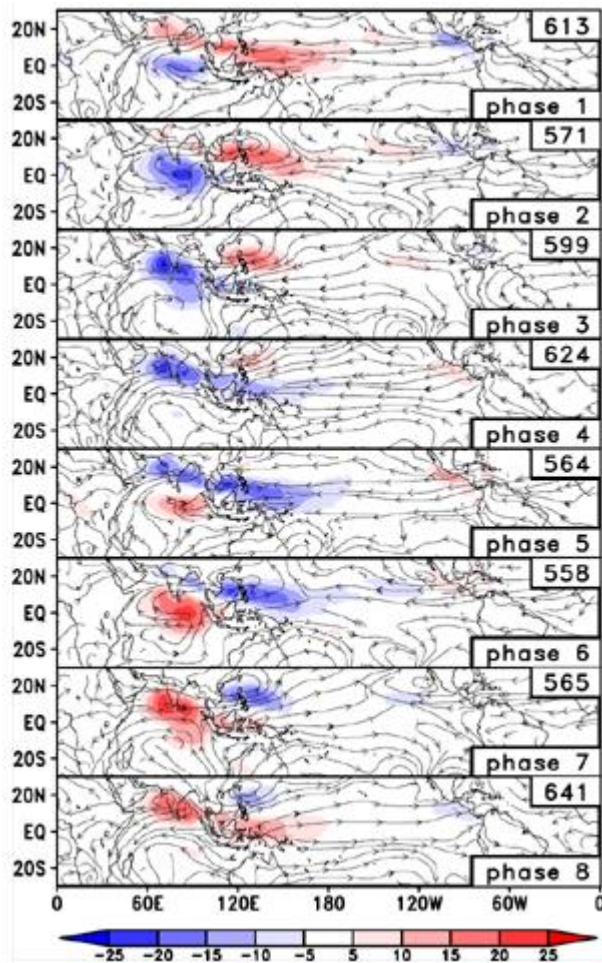 20N
613
EQ
20S
phase 1
20N
571
EQ
20S
phase 2
20N
599
EQ
20S
phase 3
20N
624
EQ
20S
phase 4
20N
564
EQ
20S
phase 5
20N
558
EQ
20S
phase 6
20N
565
EQ
20S
phase 7
20N
641
EQ
20S
phase 8
0 60E 120E 180 120W 60W 0
-25 -20 -15 -10 -5 5 10 15 20 25